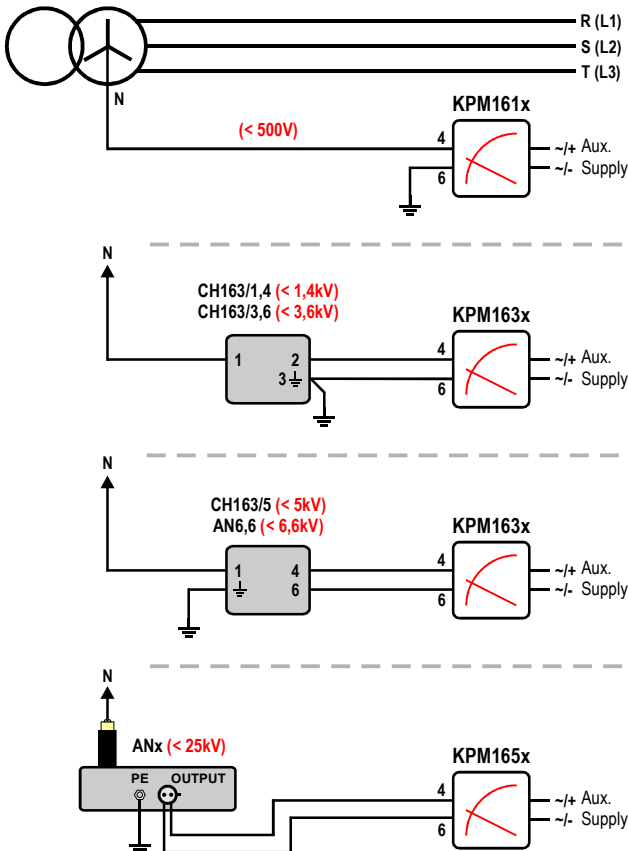 R (L1)
S (L2)
T (L3)
N
KPM161x
(< 500V)
4
~/+ Aux.
6
~/- Supply
N
CH163/1,4 (< 1,4kV)
CH163/3,6 (< 3,6kV)
KPM163x
1 2
3
4
~/+ Aux.
6
~/- Supply
N
CH163/5 (< 5kV)
AN6,6 (< 6,6kV)
KPM163x
1 4
6
4
~/+ Aux.
6
~/- Supply
N
ANx (< 25kV)
KPM165x
PE OUTPUT
4
~/+ Aux.
6
~/- Supply